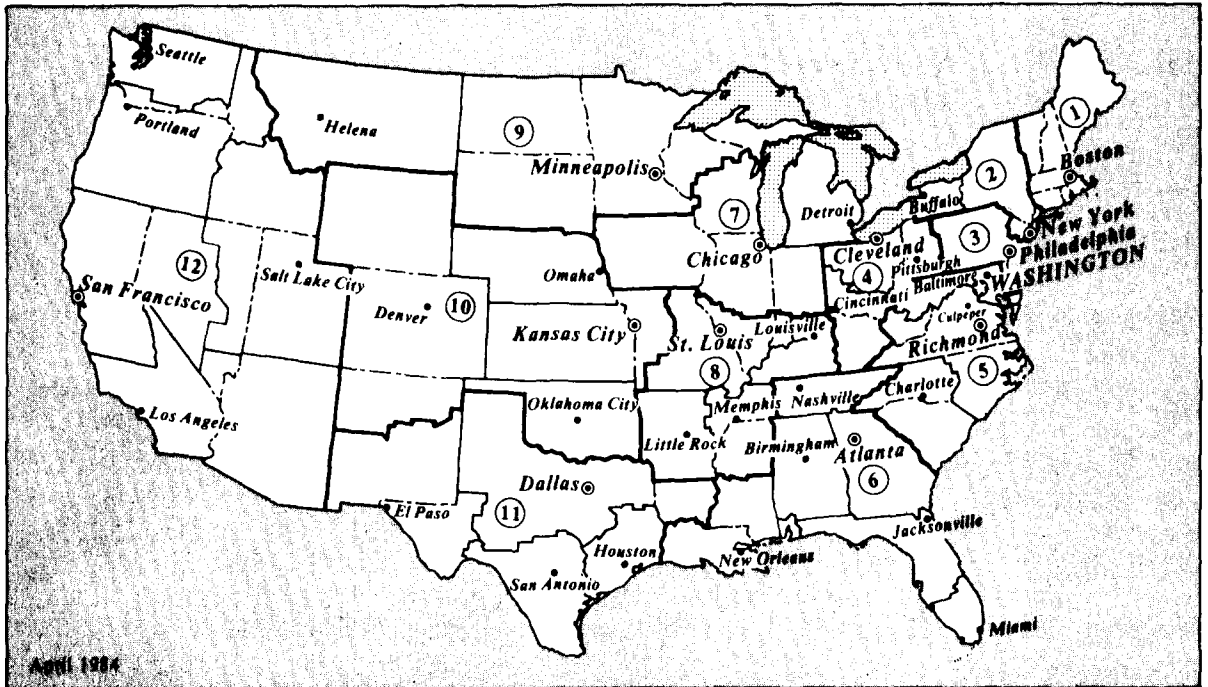 Seattle
Portland
Helena
9
Minneapolis
1
Boston
2
Buffalo
New York
Philadelphia
WASHINGTON
3
7
Detroit
Chicago
Cleveland
4
Pittsburgh
Baltimore
Cincinnati
Culpeper
Richmond
5
12
San Francisco
Salt Lake City
Denver
10
Omaha
Kansas City
St. Louis
8
Louisville
Los Angeles
Oklahoma City
Memphis
Nashville
Charlotte
Little Rock
Birmingham
Atlanta
6
Dallas
11
El Paso
Houston
San Antonio
New Orleans
Jacksonville
Miami
April 1984